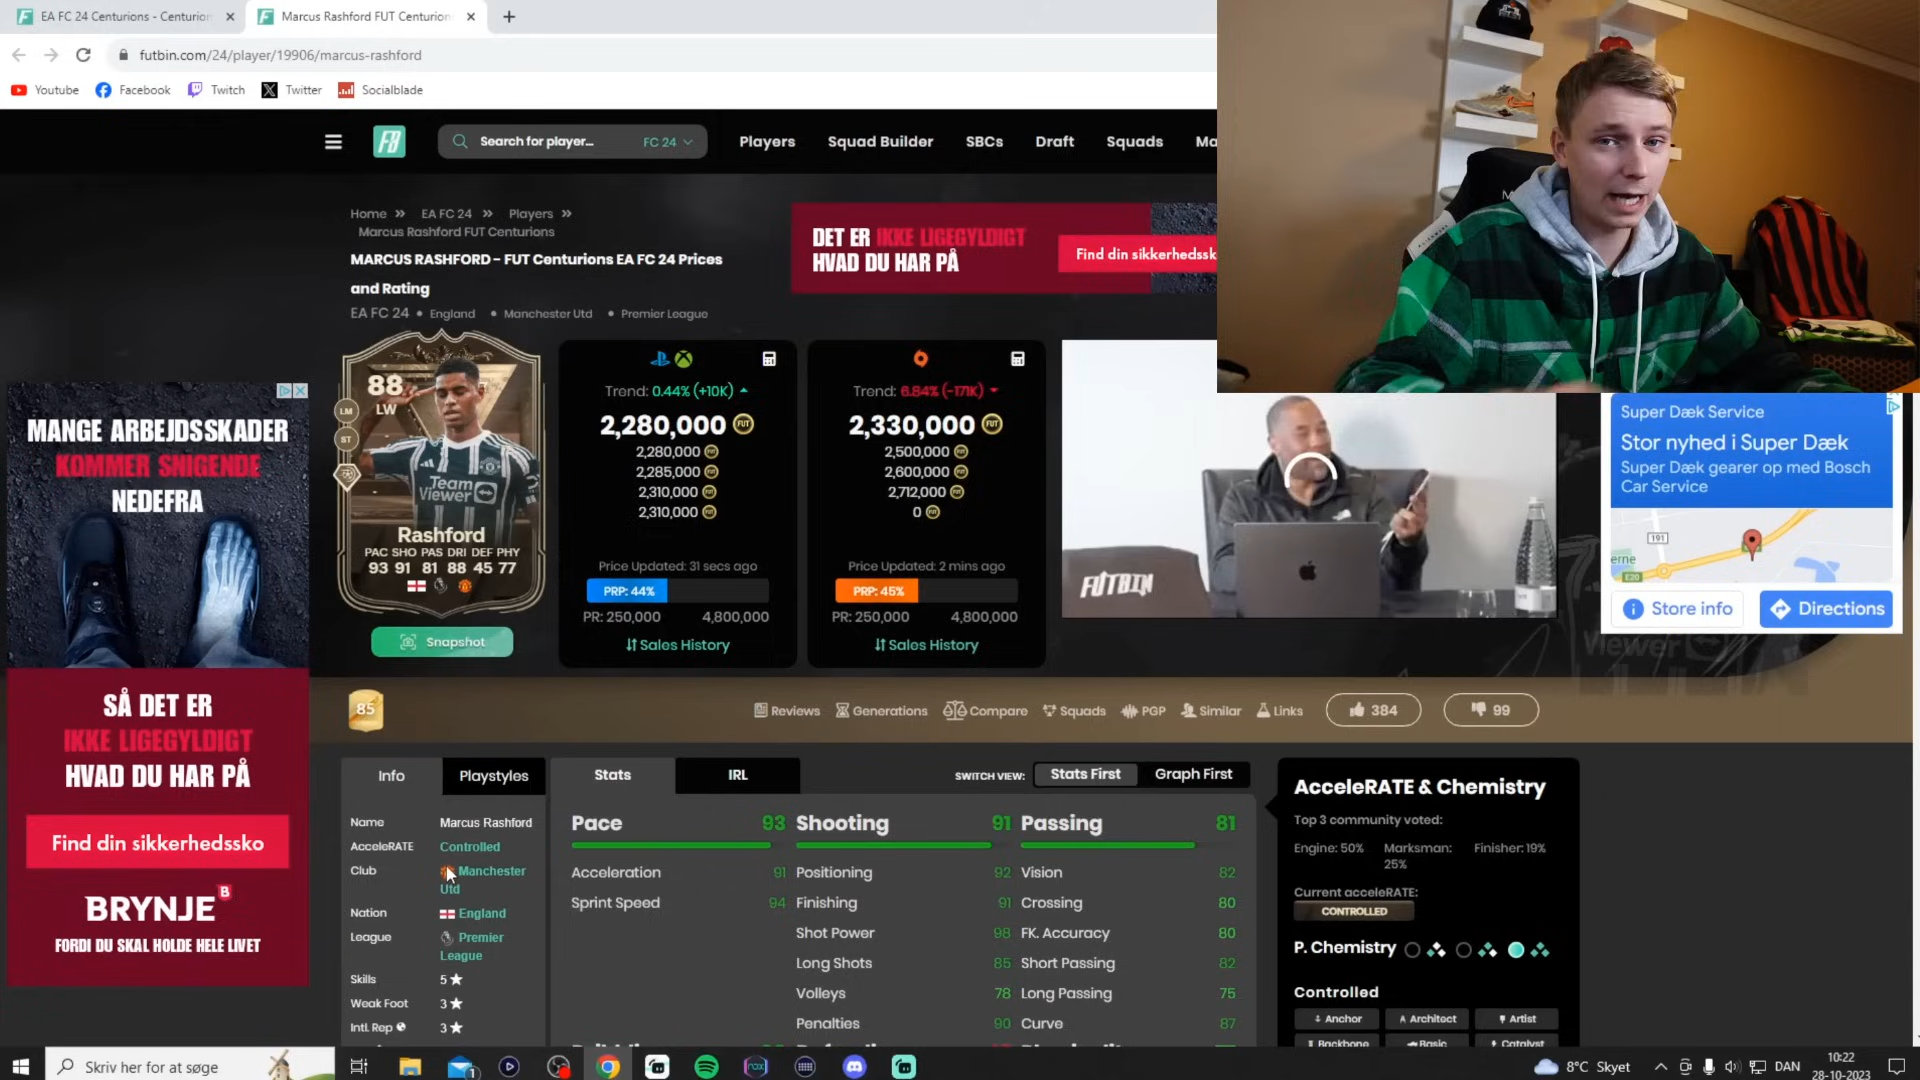 EA FC 24 Centurions - Centurion
Marcus Rashford FUT Centurion
futbin.com/24/player/19906/marcus-rashford
Youtube Facebook Twitch Twitter Socialblade
Search for player... FC 24
Players Squad Builder SBCs Draft Squads Ma
Home » EA FC 24 » Players »
Marcus Rashford FUT Centurions
MARCUS RASHFORD - FUT Centurions EA FC 24 Prices
and Rating
EA FC 24 • England • Manchester Utd • Premier League
DET ER IKKE LIGEGYLDIGT
HVAD DU HAR PÅ
Find din sikkerhedssk
88
LW
LM
ST
Team
Viewer
Rashford
PAC SHO PAS DRI DEF PHY
93 91 81 88 45 77
Snapshot
Trend: 0.44% (+10K)
2,280,000
2,280,000
2,285,000
2,310,000
2,310,000
Price Updated: 31 secs ago
PRP: 44%
PR: 250,000 4,800,000
Sales History
Trend: 6.84% (-171K)
2,330,000
2,500,000
2,600,000
2,712,000
0
Price Updated: 2 mins ago
PRP: 45%
PR: 250,000 4,800,000
Sales History
FUTBIN
Super Dæk Service
Stor nyhed i Super Dæk
Super Dæk gearer op med Bosch
Car Service
191
erne
E20
Store info Directions
Viewer
MANGE ARBEJDSSKADER
KOMMER SNIGENDE
NEDEFRA
SÅ DET ER
IKKE LIGEGYLDIGT
HVAD DU HAR PÅ
Find din sikkerhedssko
BRYNJE B
FORDI DU SKAL HOLDE HELE LIVET
85
Reviews Generations Compare Squads PGP Similar Links 384 99
Info Playstyles
Name Marcus Rashford
AcceleRATE Controlled
Club Manchester
Utd
Nation England
League Premier
League
Skills 5
Weak Foot 3
Intl. Rep 3
Stats IRL SWITCH VIEW: Stats First Graph First
Pace 93 Shooting 91 Passing 81
Acceleration 91 Positioning 92 Vision 82
Sprint Speed 94 Finishing 91 Crossing 80
Shot Power 98 FK. Accuracy 80
Long Shots 85 Short Passing 82
Volleys 78 Long Passing 75
Penalties 90 Curve 87
AcceleRATE & Chemistry
Top 3 community voted:
Engine: 50% Marksman: 25% Finisher: 19%
Current acceleRATE:
CONTROLLED
P. Chemistry
Controlled
Anchor Architect Artist
Backbone Basic Catalyst
Skriv her for at søge
8°C Skyet DAN 10:22
28-10-2023